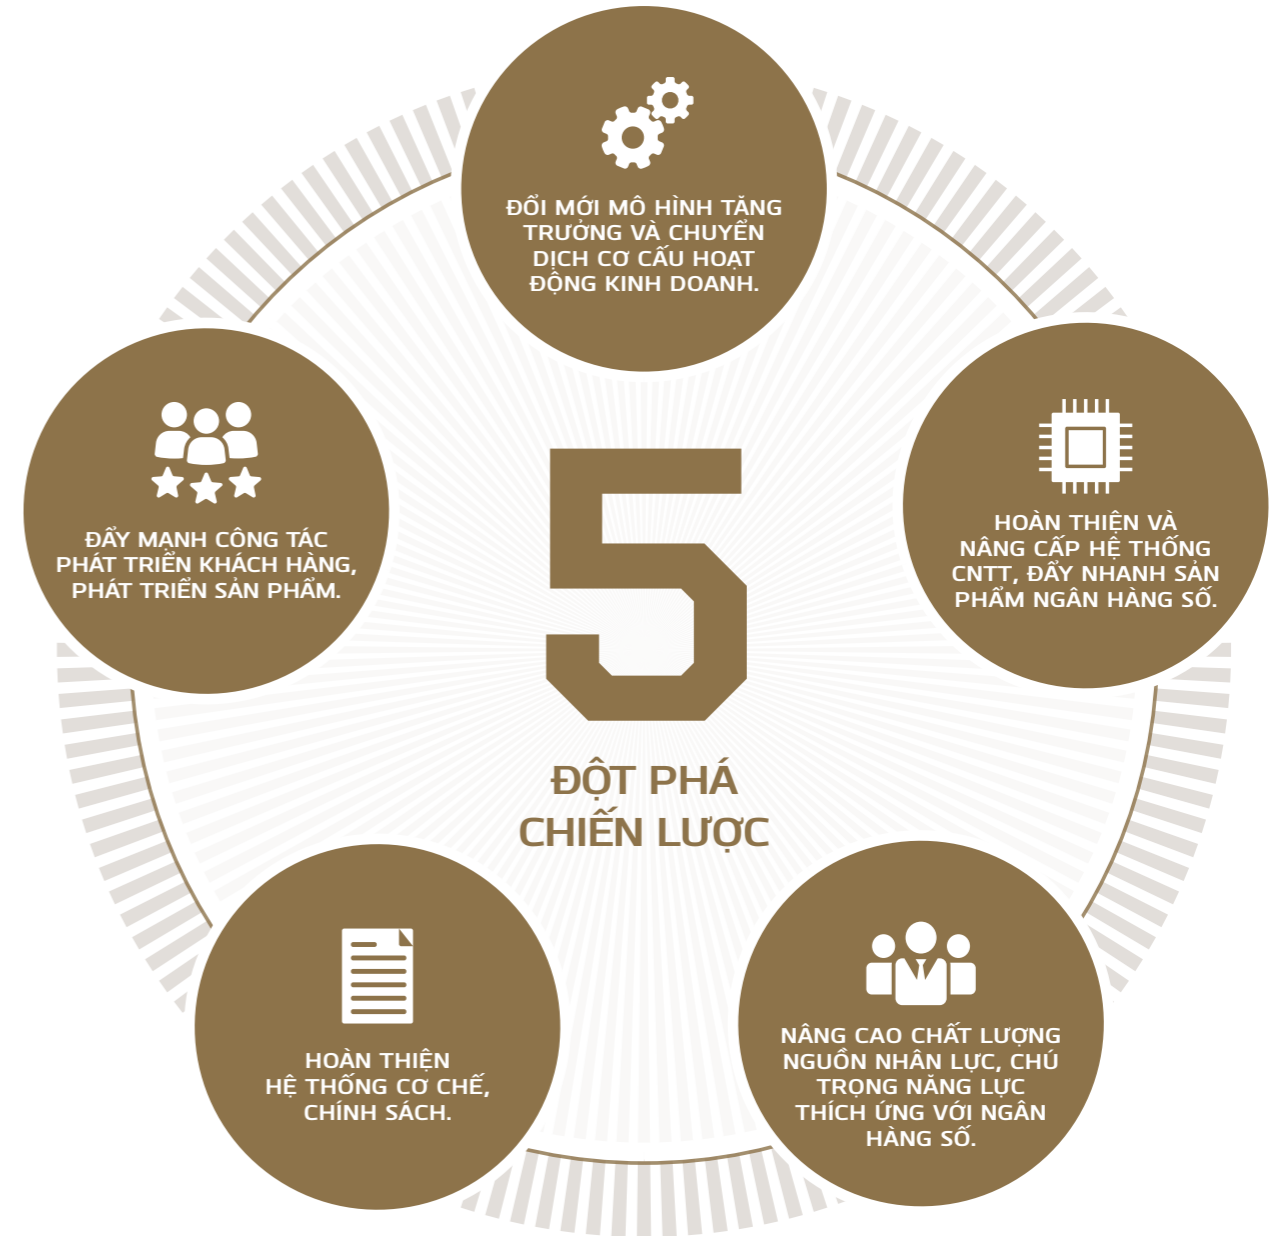 ĐỔI MỚI MÔ HÌNH TĂNG
TRƯỞNG VÀ CHUYỂN
DỊCH CƠ CẤU HOẠT
ĐỘNG KINH DOANH.
HOÀN THIỆN VÀ
NÂNG CẤP HỆ THỐNG
CNTT, ĐẨY NHANH SẢN
PHẨM NGÂN HÀNG SỐ.
NÂNG CAO CHẤT LƯỢNG
NGUỒN NHÂN LỰC, CHÚ
TRỌNG NĂNG LỰC
THÍCH ỨNG VỚI NGÂN
HÀNG SỐ.
HOÀN THIỆN
HỆ THỐNG CƠ CHẾ,
CHÍNH SÁCH.
ĐẨY MẠNH CÔNG TÁC
PHÁT TRIỂN KHÁCH HÀNG,
PHÁT TRIỂN SẢN PHẨM.
5
ĐỘT PHÁ
CHIẾN LƯỢC